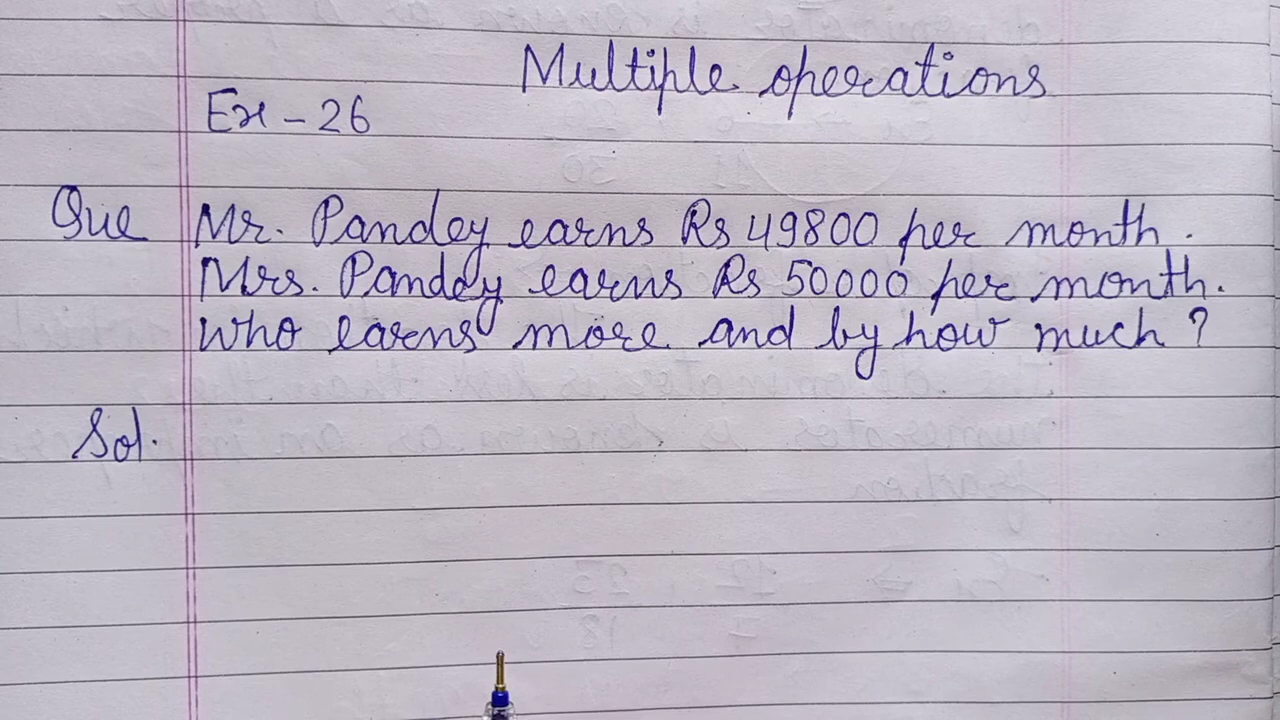 Multiple operations
Ex - 26
Que Mr. Pandey earns Rs 49800 per month.
Mrs. Pandey earns Rs 50000 per month.
Who earns more and by how much?
Sol.